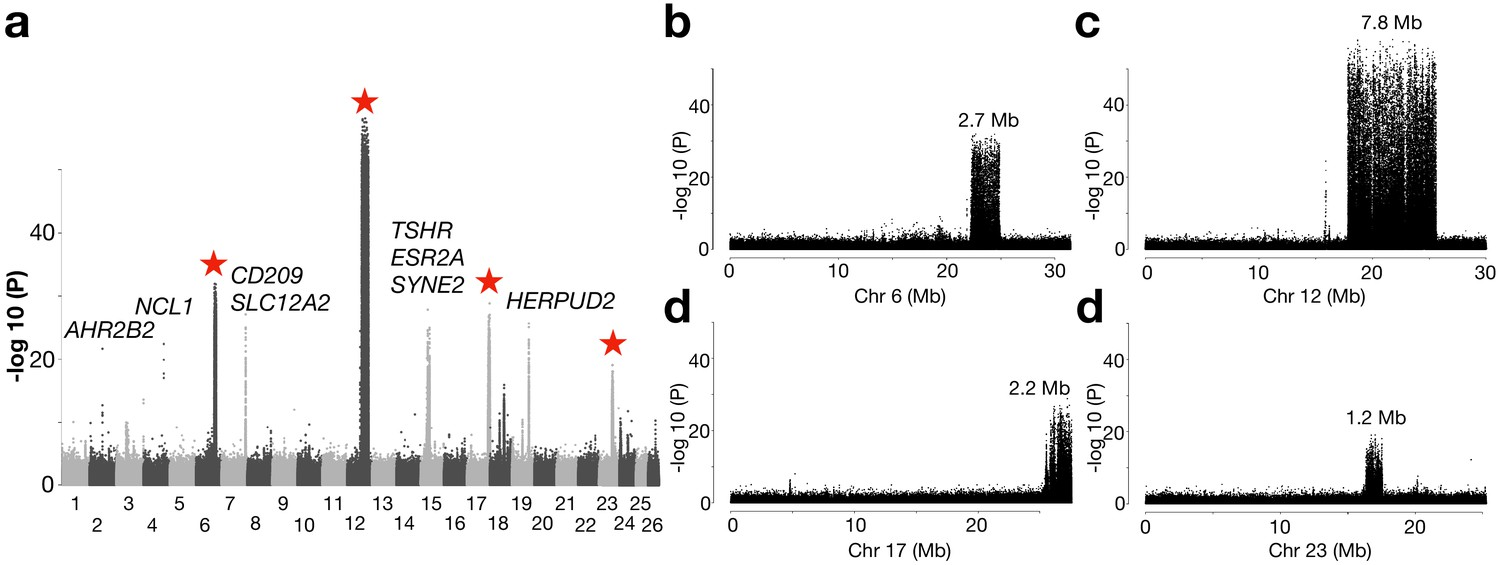 a
-log 10 (P)
40
20
0
AHR2B2
NCL1
CD209
SLC12A2
TSHR
ESR2A
SYNE2
HERPUD2
1 3 5 7 9 11 13 15 17 19 21 23 25
2 4 6 8 10 12 14 16 18 20 22 24 26
b
2.7 Mb
-log 10 (P)
40
20
0
0 10 20 30
Chr 6 (Mb)
c
7.8 Mb
-log 10 (P)
40
20
0
0 10 20 30
Chr 12 (Mb)
d
2.2 Mb
-log 10 (P)
40
20
0
0 10 20
Chr 17 (Mb)
d
1.2 Mb
-log 10 (P)
40
20
0
0 10 20
Chr 23 (Mb)